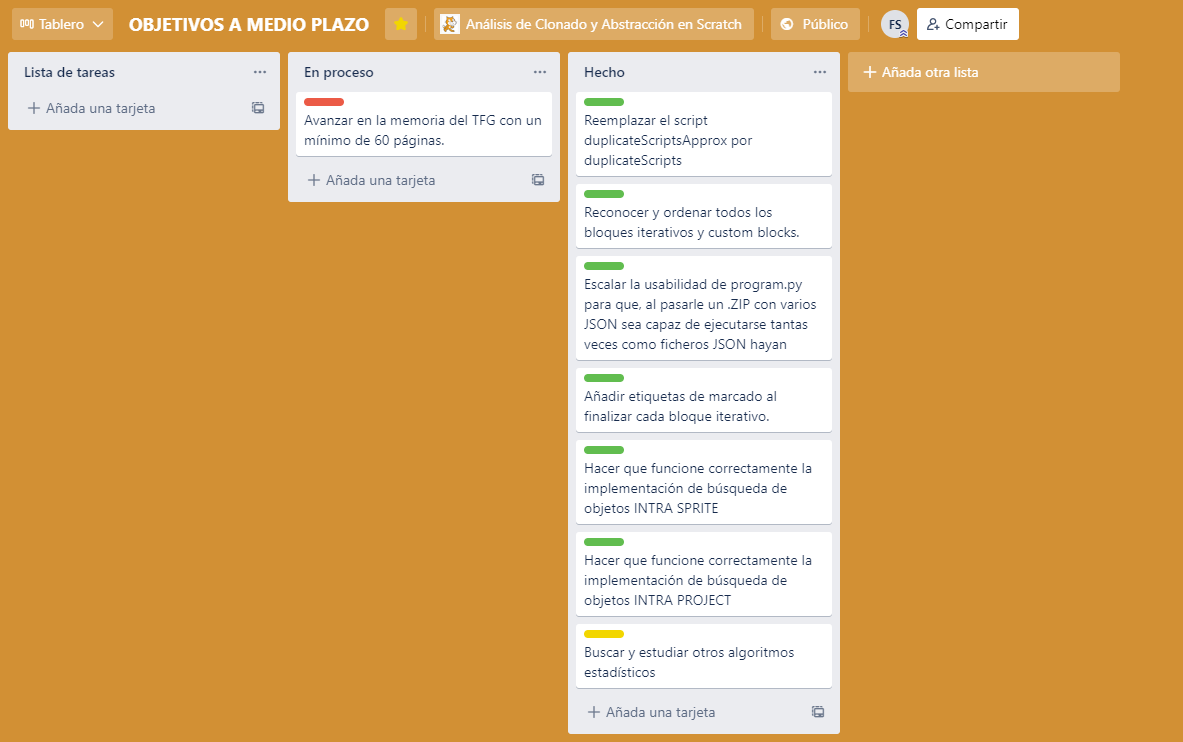 Tablero
OBJETIVOS A MEDIO PLAZO
Análisis de Clonado y Abstracción en Scratch
Público
FS
Compartir
Lista de tareas
Añada una tarjeta
En proceso
Avanzar en la memoria del TFG con un
mínimo de 60 páginas.
Añada una tarjeta
Hecho
Reemplazar el script
duplicateScriptsApprox por
duplicateScripts
Reconocer y ordenar todos los
bloques iterativos y custom blocks.
Escalar la usabilidad de program.py
para que, al pasarle un .ZIP con varios
JSON sea capaz de ejecutarse tantas
veces como ficheros JSON hayan
Añadir etiquetas de marcado al
finalizar cada bloque iterativo.
Hacer que funcione correctamente la
implementación de búsqueda de
objetos INTRA SPRITE
Hacer que funcione correctamente la
implementación de búsqueda de
objetos INTRA PROJECT
Buscar y estudiar otros algoritmos
estadísticos
Añada una tarjeta
Añada otra lista